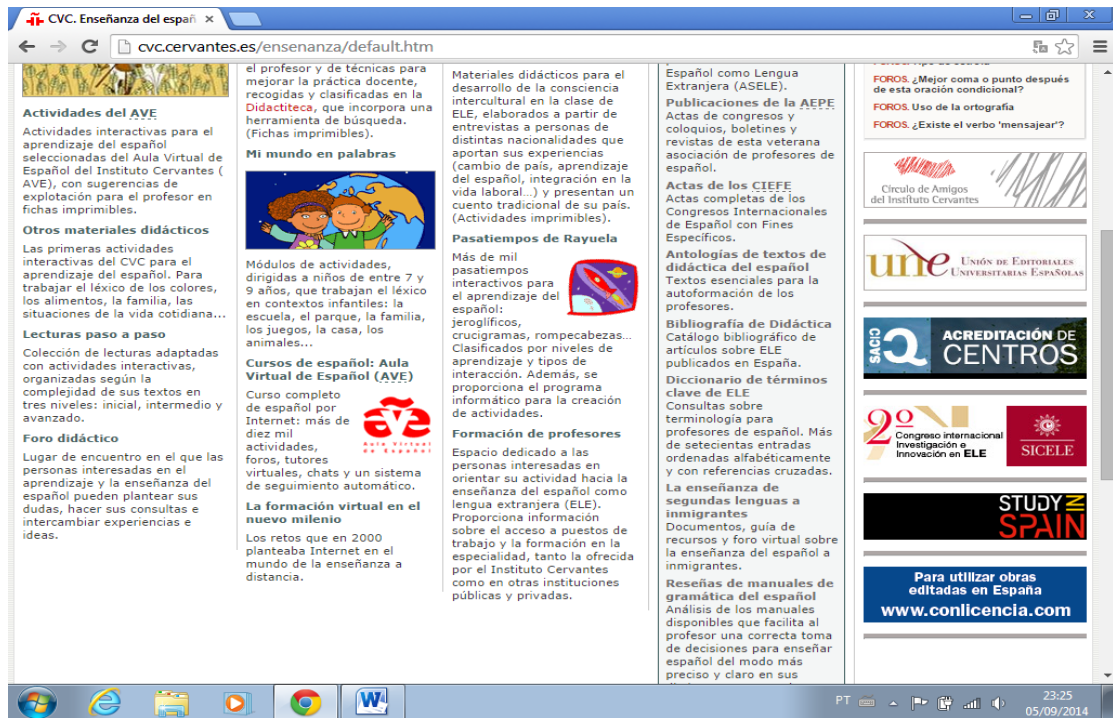 CVC. Enseñanza del españ
cvc.cervantes.es/ensenanza/default.htm
Actividades del AVE
Actividades interactivas para el
aprendizaje del español
seleccionadas del Aula Virtual de
Español del Instituto Cervantes (
AVE), con sugerencias de
explotación para el profesor en
fichas imprimibles.
Otros materiales didácticos
Las primeras actividades
interactivas del CVC para el
aprendizaje del español. Para
trabajar el léxico de los colores,
los alimentos, la familia, las
situaciones de la vida cotidiana...
Lecturas paso a paso
Colección de lecturas adaptadas
con actividades interactivas,
organizadas según la
complejidad de sus textos en
tres niveles: inicial, intermedio y
avanzado.
Foro didáctico
Lugar de encuentro en el que las
personas interesadas en el
aprendizaje y la enseñanza del
español pueden plantear sus
dudas, hacer sus consultas e
intercambiar experiencias e
ideas.
el profesor y de técnicas para
mejorar la práctica docente,
recogidas y clasificadas en la
Didactiteca, que incorpora una
herramienta de búsqueda.
(Fichas imprimibles).
Mi mundo en palabras
Módulos de actividades,
dirigidas a niños de entre 7 y
9 años, que trabajan el léxico
en contextos infantiles: la
escuela, el parque, la familia,
los juegos, la casa, los
animales...
Cursos de español: Aula
Virtual de Español (AVE)
Curso completo
de español por
Internet: más de
diez mil
actividades,
foros, tutores
virtuales, chats y un sistema
de seguimiento automático.
ave
Aula Virtual
de Español
La formación virtual en el
nuevo milenio
Los retos que en 2000
planteaba Internet en el
mundo de la enseñanza a
distancia.
Materiales didácticos para el
desarrollo de la consciencia
intercultural en la clase de
ELE, elaborados a partir de
entrevistas a personas de
distintas nacionalidades que
aportan sus experiencias
(cambio de país, aprendizaje
del español, integración en la
vida laboral...) y presentan un
cuento tradicional de su país.
(Actividades imprimibles).
Pasatiempos de Rayuela
Más de mil
pasatiempos
interactivos para
el aprendizaje del
español:
jeroglíficos,
crucigramas, rompecabezas...
Clasificados por niveles de
aprendizaje y tipos de
interacción. Además, se
proporciona el programa
informático para la creación
de actividades.
Formación de profesores
Espacio dedicado a las
personas interesadas en
orientar su actividad hacia la
enseñanza del español como
lengua extranjera (ELE).
Proporciona información
sobre el acceso a puestos de
trabajo y la formación en la
especialidad, tanto la ofrecida
por el Instituto Cervantes
como en otras instituciones
públicas y privadas.
Español como Lengua
Extranjera (ASELE).
Publicaciones de la AEPE
Actas de congresos y
coloquios, boletines y
revistas de esta veterana
asociación de profesores de
español.
Actas de los CIEFE
Actas completas de los
Congresos Internacionales
de Español con Fines
Específicos.
Antologías de textos de
didáctica del español
Textos esenciales para la
autoformación de los
profesores.
Bibliografía de Didáctica
Catálogo bibliográfico de
artículos sobre ELE
publicados en España.
Diccionario de términos
clave de ELE
Consultas sobre
terminología para
profesores de español. Más
de setecientas entradas
ordenadas alfabéticamente
y con referencias cruzadas.
La enseñanza de
segundas lenguas a
inmigrantes
Documentos, guía de
recursos y foro virtual sobre
la enseñanza del español a
inmigrantes.
Reseñas de manuales de
gramática del español
Análisis de los manuales
disponibles que facilita al
profesor una correcta toma
de decisiones para enseñar
español del modo más
preciso y claro en sus
FOROS. ¿Mejor coma o punto después
de esta oración condicional?
FOROS. Uso de la ortografía
FOROS. ¿Existe el verbo 'mensajear'?
Círculo de Amigos
del Instituto Cervantes
une UNIÓN DE EDITORIALES
UNIVERSITARIAS ESPAÑOLAS
SACIC
ACREDITACIÓN DE
CENTROS
2º Congreso internacional
Investigación e
Innovación en ELE
SICELE
STUDY IN
SPAIN
Para utilizar obras
editadas en España
www.conlicencia.com
PT
23:25
05/09/2014